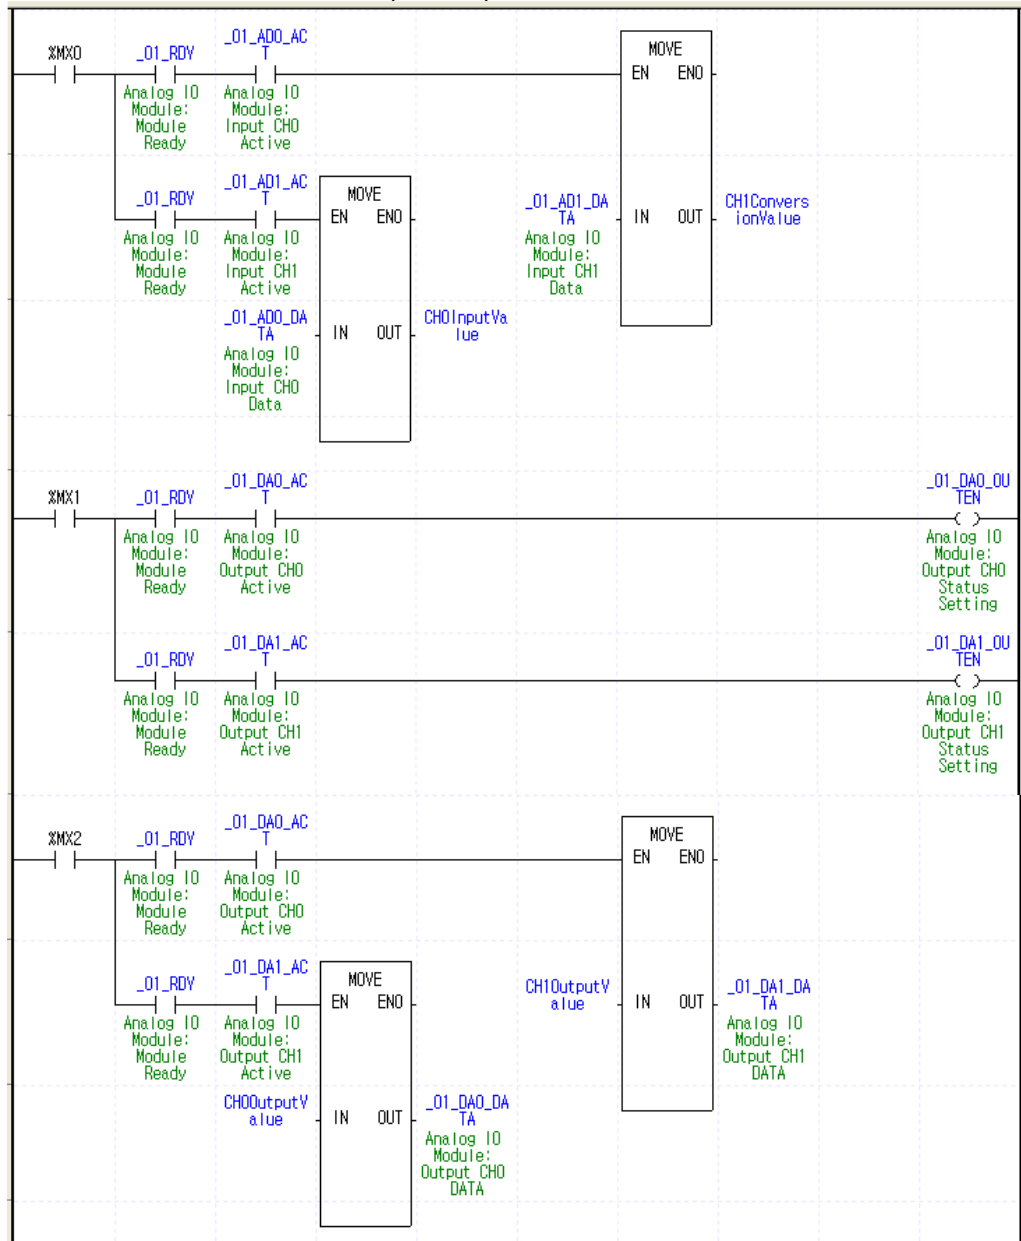 %MX0
_01_RDY
_01_AD0_AC
T
MOVE
EN ENO
Analog IO
Module:
Module
Ready
Analog IO
Module:
Input CH0
Active
_01_RDY
_01_AD1_AC
T
MOVE
EN ENO
_01_AD1_DA
TA
IN OUT
CH1Convers
ionValue
Analog IO
Module:
Module
Ready
Analog IO
Module:
Input CH1
Active
Analog IO
Module:
Input CH1
Data
_01_AD0_DA
TA
IN OUT
CH0InputVa
lue
Analog IO
Module:
Input CH0
Data
%MX1
_01_RDY
_01_DA0_AC
T
_01_DA0_OU
TEN
Analog IO
Module:
Module
Ready
Analog IO
Module:
Output CH0
Active
Analog IO
Module:
Output CH0
Status
Setting
_01_RDY
_01_DA1_AC
T
_01_DA1_OU
TEN
Analog IO
Module:
Module
Ready
Analog IO
Module:
Output CH1
Active
Analog IO
Module:
Output CH1
Status
Setting
%MX2
_01_RDY
_01_DA0_AC
T
MOVE
EN ENO
Analog IO
Module:
Module
Ready
Analog IO
Module:
Output CH0
Active
_01_RDY
_01_DA1_AC
T
MOVE
EN ENO
CH1OutputV
alue
IN OUT
_01_DA1_DA
TA
Analog IO
Module:
Module
Ready
Analog IO
Module:
Output CH1
Active
Analog IO
Module:
Output CH1
DATA
CH0OutputV
alue
IN OUT
_01_DA0_DA
TA
Analog IO
Module:
Output CH0
DATA